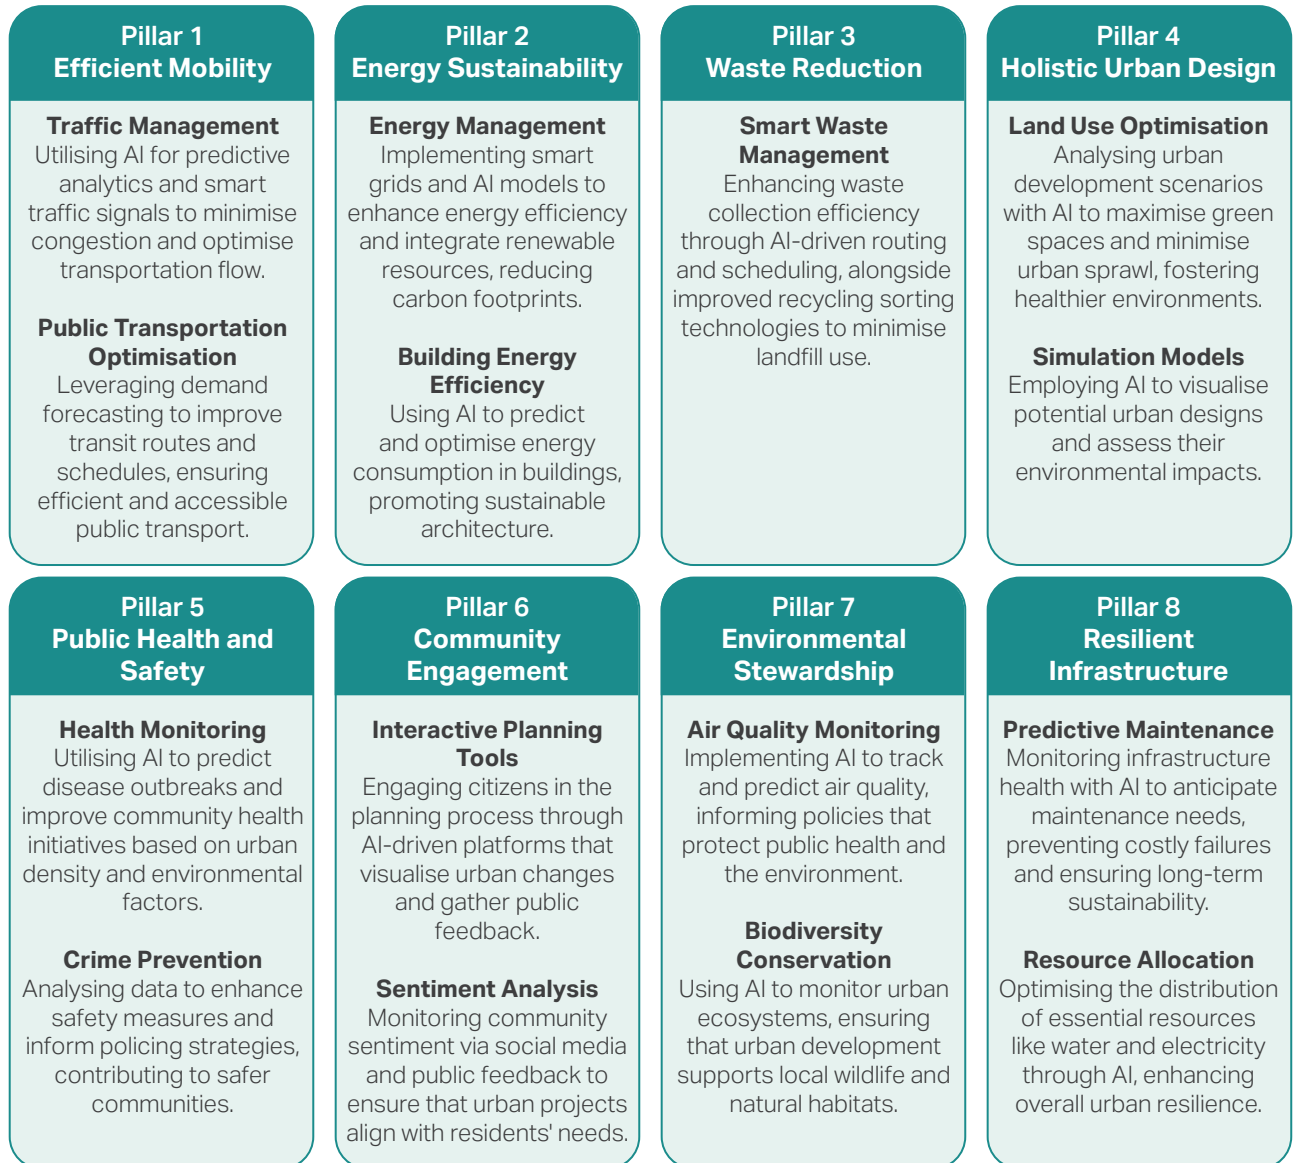 Pillar 1
Efficient Mobility
Traffic Management
Utilising AI for predictive
analytics and smart
traffic signals to minimise
congestion and optimise
transportation flow.
Public Transportation
Optimisation
Leveraging demand
forecasting to improve
transit routes and
schedules, ensuring
efficient and accessible
public transport.
Pillar 2
Energy Sustainability
Energy Management
Implementing smart
grids and AI models to
enhance energy efficiency
and integrate renewable
resources, reducing
carbon footprints.
Building Energy
Efficiency
Using AI to predict
and optimise energy
consumption in buildings,
promoting sustainable
architecture.
Pillar 3
Waste Reduction
Smart Waste
Management
Enhancing waste
collection efficiency
through AI-driven routing
and scheduling, alongside
improved recycling sorting
technologies to minimise
landfill use.
Pillar 4
Holistic Urban Design
Land Use Optimisation
Analysing urban
development scenarios
with AI to maximise green
spaces and minimise
urban sprawl, fostering
healthier environments.
Simulation Models
Employing AI to visualise
potential urban designs
and assess their
environmental impacts.
Pillar 5
Public Health and
Safety
Health Monitoring
Utilising AI to predict
disease outbreaks and
improve community health
initiatives based on urban
density and environmental
factors.
Crime Prevention
Analysing data to enhance
safety measures and
inform policing strategies,
contributing to safer
communities.
Pillar 6
Community
Engagement
Interactive Planning
Tools
Engaging citizens in the
planning process through
AI-driven platforms that
visualise urban changes
and gather public
feedback.
Sentiment Analysis
Monitoring community
sentiment via social media
and public feedback to
ensure that urban projects
align with residents' needs.
Pillar 7
Environmental
Stewardship
Air Quality Monitoring
Implementing AI to track
and predict air quality,
informing policies that
protect public health and
the environment.
Biodiversity
Conservation
Using AI to monitor urban
ecosystems, ensuring
that urban development
supports local wildlife and
natural habitats.
Pillar 8
Resilient
Infrastructure
Predictive Maintenance
Monitoring infrastructure
health with AI to anticipate
maintenance needs,
preventing costly failures
and ensuring long-term
sustainability.
Resource Allocation
Optimising the distribution
of essential resources
like water and electricity
through AI, enhancing
overall urban resilience.